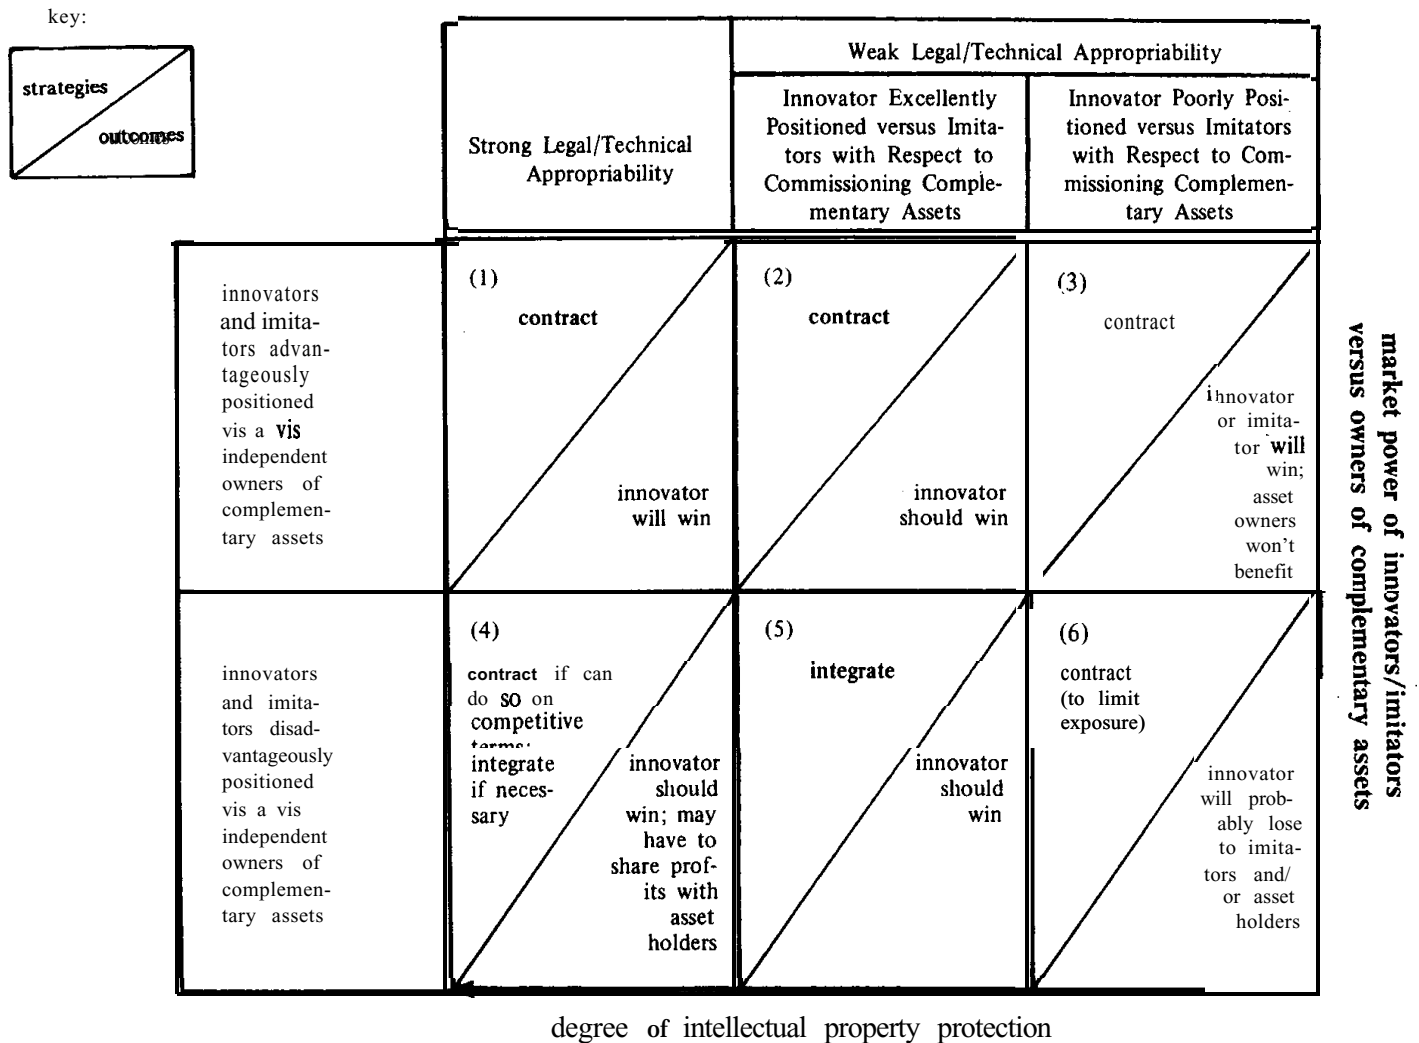 key:
strategies
outcomes
Weak Legal/Technical Appropriability
Strong Legal/Technical
Appropriability
Innovator Excellently
Positioned versus Imita-
tors with Respect to
Commissioning Comple-
mentary Assets
Innovator Poorly Posi-
tioned versus Imitators
with Respect to Com-
missioning Complemen-
tary Assets
innovators
and imita-
tors advan-
tageously
positioned
vis a vis
independent
owners of
complemen-
tary assets
(1)
contract
innovator
will win
(2)
contract
innovator
should win
(3)
contract
innovator
or imita-
tor will
win;
asset
owners
won't
benefit
innovators
and imita-
tors disad-
vantageously
positioned
vis a vis
independent
owners of
complemen-
tary assets
(4)
contract if can
do so on
competitive
terms;
integrate
if neces-
sary
innovator
should
win; may
have to
share prof-
its with
asset
holders
(5)
integrate
innovator
should
win
(6)
contract
(to limit
exposure)
innovator
will prob-
ably lose
to imita-
tors and/
or asset
holders
market power of innovators/imitators
versus owners of complementary assets
degree of intellectual property protection